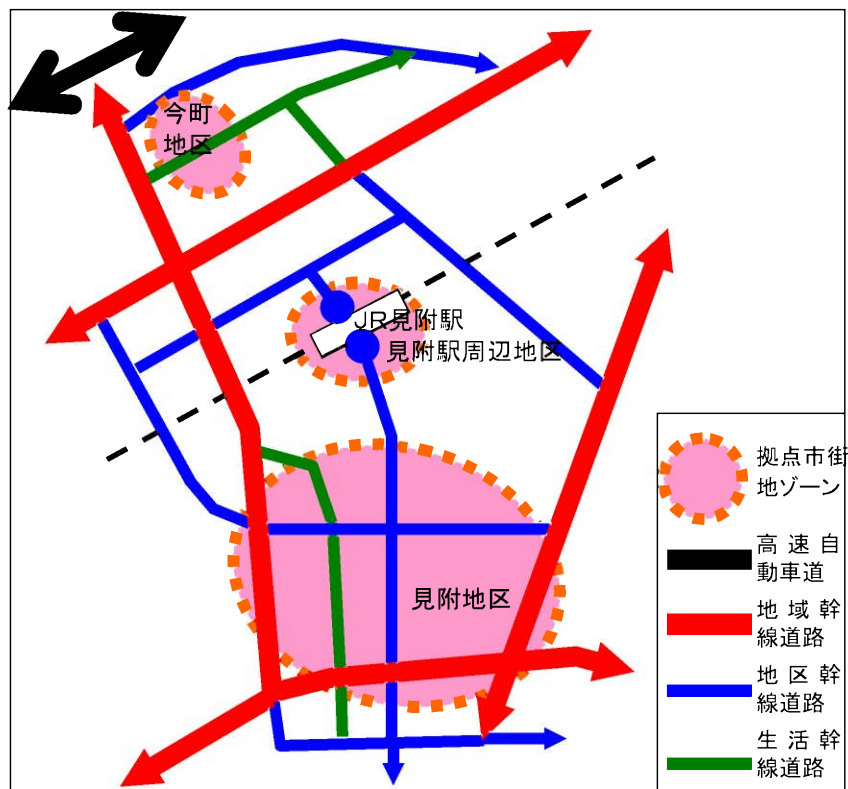 今町
地区
JR見附駅
見附駅周辺地区
見附地区
拠点市街
地ゾーン
高速自
動車道
地域幹
線道路
地区幹
線道路
生活幹
線道路